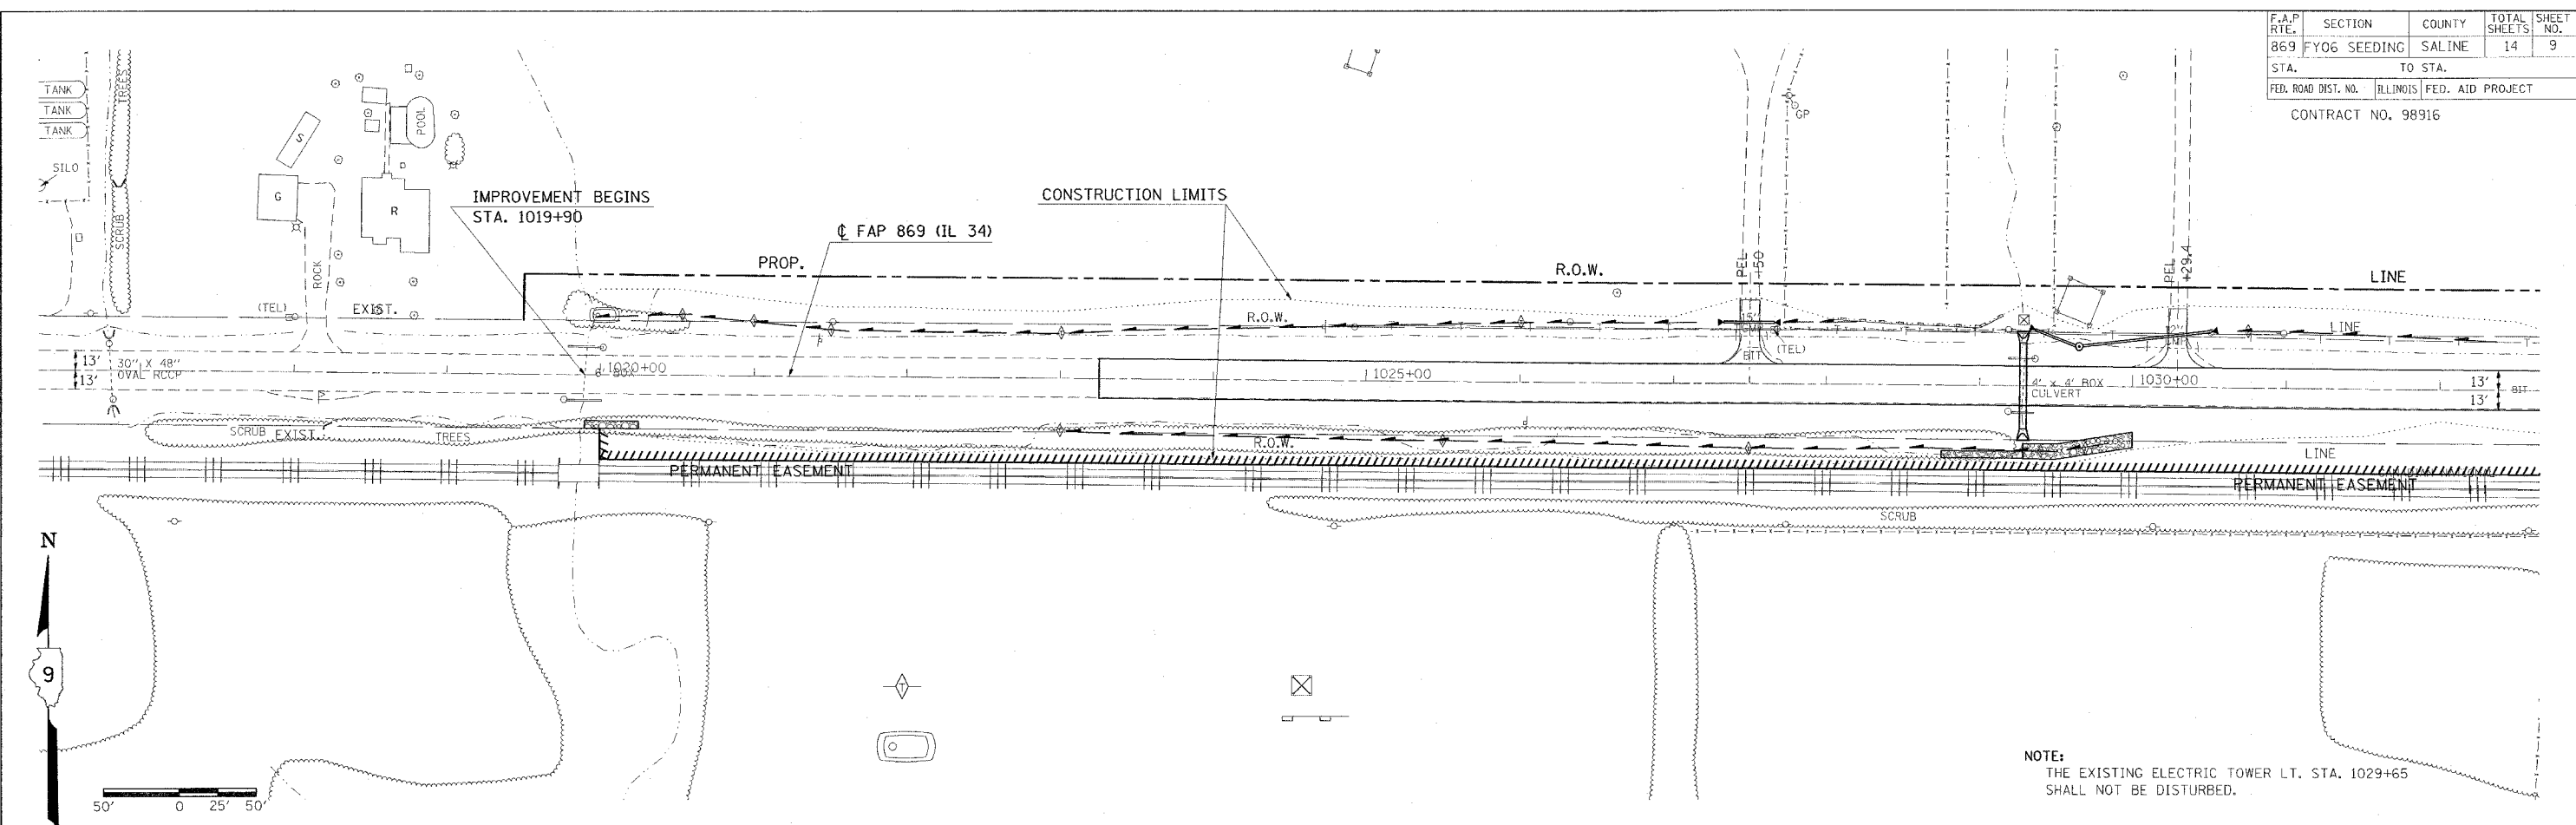 F.A.P RTE. SECTION COUNTY TOTAL SHEETS SHEET NO.
869 FY06 SEEDING SALINE 14 9
STA. TO STA.
FED. ROAD DIST. NO. ILLINOIS FED. AID PROJECT
CONTRACT NO. 98916
TANK
TANK
TANK
SILO
TREES
SCRUB
S
POOL
G
R
ROCK
GP
IMPROVEMENT BEGINS
STA. 1019+90
CONSTRUCTION LIMITS
℄ FAP 869 (IL 34)
PROP.
R.O.W.
LINE
PEL
+50
PEL
+29.4
(TEL)
EXIST.
R.O.W.
15"
(TEL)
12"
LINE
BIT
13'
13'
30" X 48"
OVAL RCCP
1020+00
BOX
1025+00
4' X 4' BOX
CULVERT
1030+00
13'
13'
BIT
SCRUB
EXIST.
TREES
R.O.W.
LINE
PERMANENT EASEMENT
PERMANENT EASEMENT
SCRUB
N
9
T
50' 0 25' 50'
NOTE:
THE EXISTING ELECTRIC TOWER LT. STA. 1029+65
SHALL NOT BE DISTURBED.